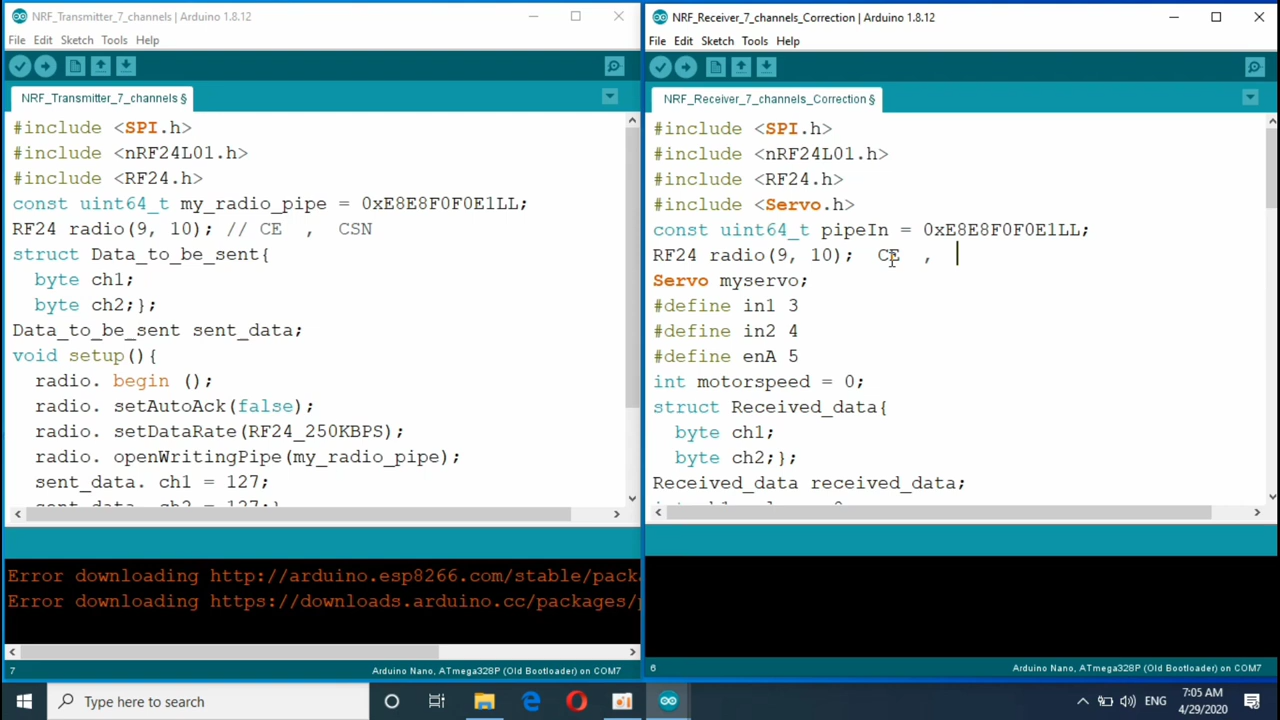 NRF_Transmitter_7_channels | Arduino 1.8.12
File Edit Sketch Tools Help
NRF_Transmitter_7_channels §
#include <SPI.h>
#include <nRF24L01.h>
#include <RF24.h>
const uint64_t my_radio_pipe = 0xE8E8F0F0E1LL;
RF24 radio(9, 10); // CE , CSN
struct Data_to_be_sent{
byte ch1;
byte ch2;};
Data_to_be_sent sent_data;
void setup(){
radio. begin ();
radio. setAutoAck(false);
radio. setDataRate(RF24_250KBPS);
radio. openWritingPipe(my_radio_pipe);
sent_data. ch1 = 127;
sent_data. ch2 = 127;}
Error downloading http://arduino.esp8266.com/stable/packa
Error downloading https://downloads.arduino.cc/packages/p
7
Arduino Nano, ATmega328P (Old Bootloader) on COM7
NRF_Receiver_7_channels_Correction | Arduino 1.8.12
File Edit Sketch Tools Help
NRF_Receiver_7_channels_Correction §
#include <SPI.h>
#include <nRF24L01.h>
#include <RF24.h>
#include <Servo.h>
const uint64_t pipeIn = 0xE8E8F0F0E1LL;
RF24 radio(9, 10); CE ,
Servo myservo;
#define in1 3
#define in2 4
#define enA 5
int motorspeed = 0;
struct Received_data{
byte ch1;
byte ch2;};
Received_data received_data;
6
Arduino Nano, ATmega328P (Old Bootloader) on COM7
Type here to search
ENG
7:05 AM
4/29/2020